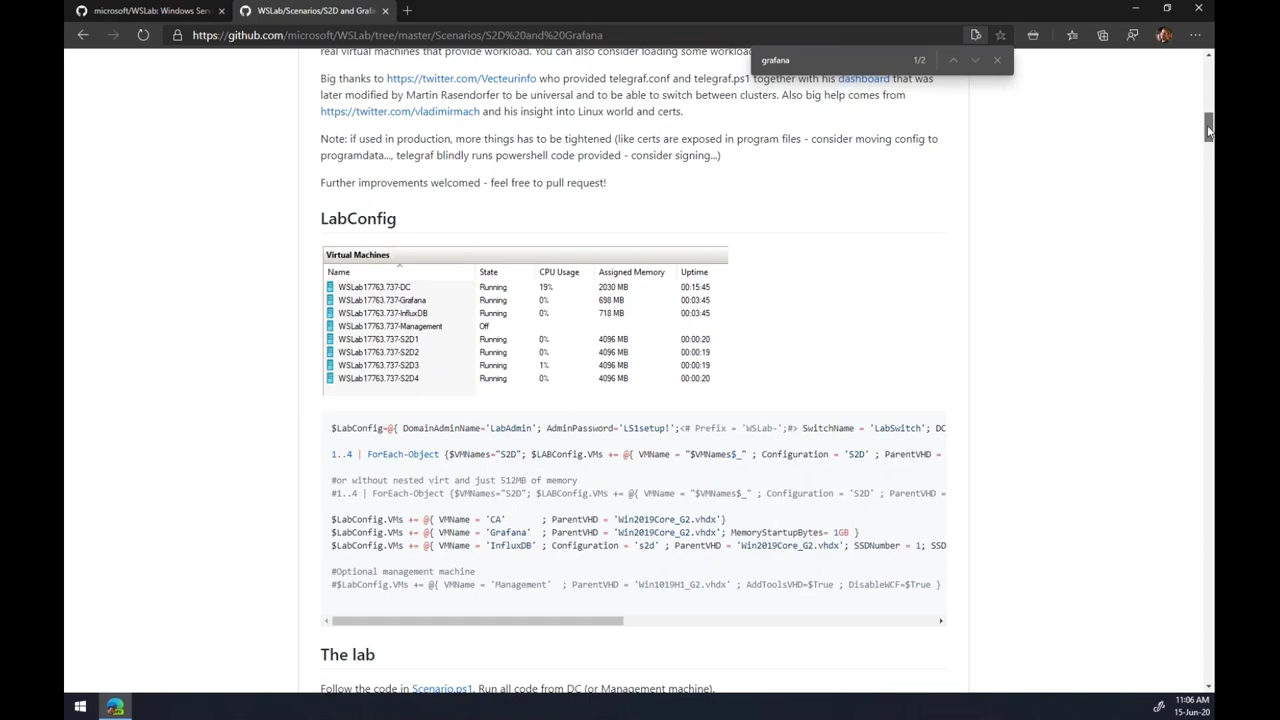 microsoft/WSLab: Windows Serv
WSLab/Scenarios/S2D and Grafa
https://github.com/microsoft/WSLab/tree/master/Scenarios/S2D%20and%20Grafana
grafana
1/2
real virtual machines that provide workload. You can also consider loading some workload
Big thanks to https://twitter.com/Vecteurinfo who provided telegraf.conf and telegraf.ps1 together with his dashboard that was
later modified by Martin Rasendorfer to be universal and to be able to switch between clusters. Also big help comes from
https://twitter.com/vladimirmach and his insight into Linux world and certs.
Note: if used in production, more things has to be tightened (like certs are exposed in program files - consider moving config to
programdata..., telegraf blindly runs powershell code provided - consider signing...)
Further improvements welcomed - feel free to pull request!
LabConfig
Virtual Machines
Name State CPU Usage Assigned Memory Uptime
WSLab17763.737-DC Running 19% 2030 MB 00:15:45
WSLab17763.737-Grafana Running 0% 698 MB 00:03:45
WSLab17763.737-InfluxDB Running 0% 718 MB 00:03:45
WSLab17763.737-Management Off
WSLab17763.737-S2D1 Running 0% 4096 MB 00:00:20
WSLab17763.737-S2D2 Running 0% 4096 MB 00:00:19
WSLab17763.737-S2D3 Running 1% 4096 MB 00:00:19
WSLab17763.737-S2D4 Running 0% 4096 MB 00:00:20
$LabConfig=@{ DomainAdminName='LabAdmin'; AdminPassword='LS1setup!';<# Prefix = 'WSLab-';#> SwitchName = 'LabSwitch'; DC
1..4 | ForEach-Object {$VMNames="S2D"; $LABConfig.VMs += @{ VMName = "$VMNames$_" ; Configuration = 'S2D' ; ParentVHD =
#or without nested virt and just 512MB of memory
#1..4 | ForEach-Object {$VMNames="S2D"; $LABConfig.VMs += @{ VMName = "$VMNames$_" ; Configuration = 'S2D' ; ParentVHD =
$LabConfig.VMs += @{ VMName = 'CA' ; ParentVHD = 'Win2019Core_G2.vhdx'}
$LabConfig.VMs += @{ VMName = 'Grafana' ; ParentVHD = 'Win2019Core_G2.vhdx'; MemoryStartupBytes= 1GB }
$LabConfig.VMs += @{ VMName = 'InfluxDB' ; Configuration = 's2d' ; ParentVHD = 'Win2019Core_G2.vhdx'; SSDNumber = 1; SSD
#Optional management machine
#$LabConfig.VMs += @{ VMName = 'Management' ; ParentVHD = 'Win1019H1_G2.vhdx' ; AddToolsVHD=$True ; DisableWCF=$True }
The lab
Follow the code in Scenario.ps1. Run all code from DC (or Management machine).
11:06 AM
15-Jun-20